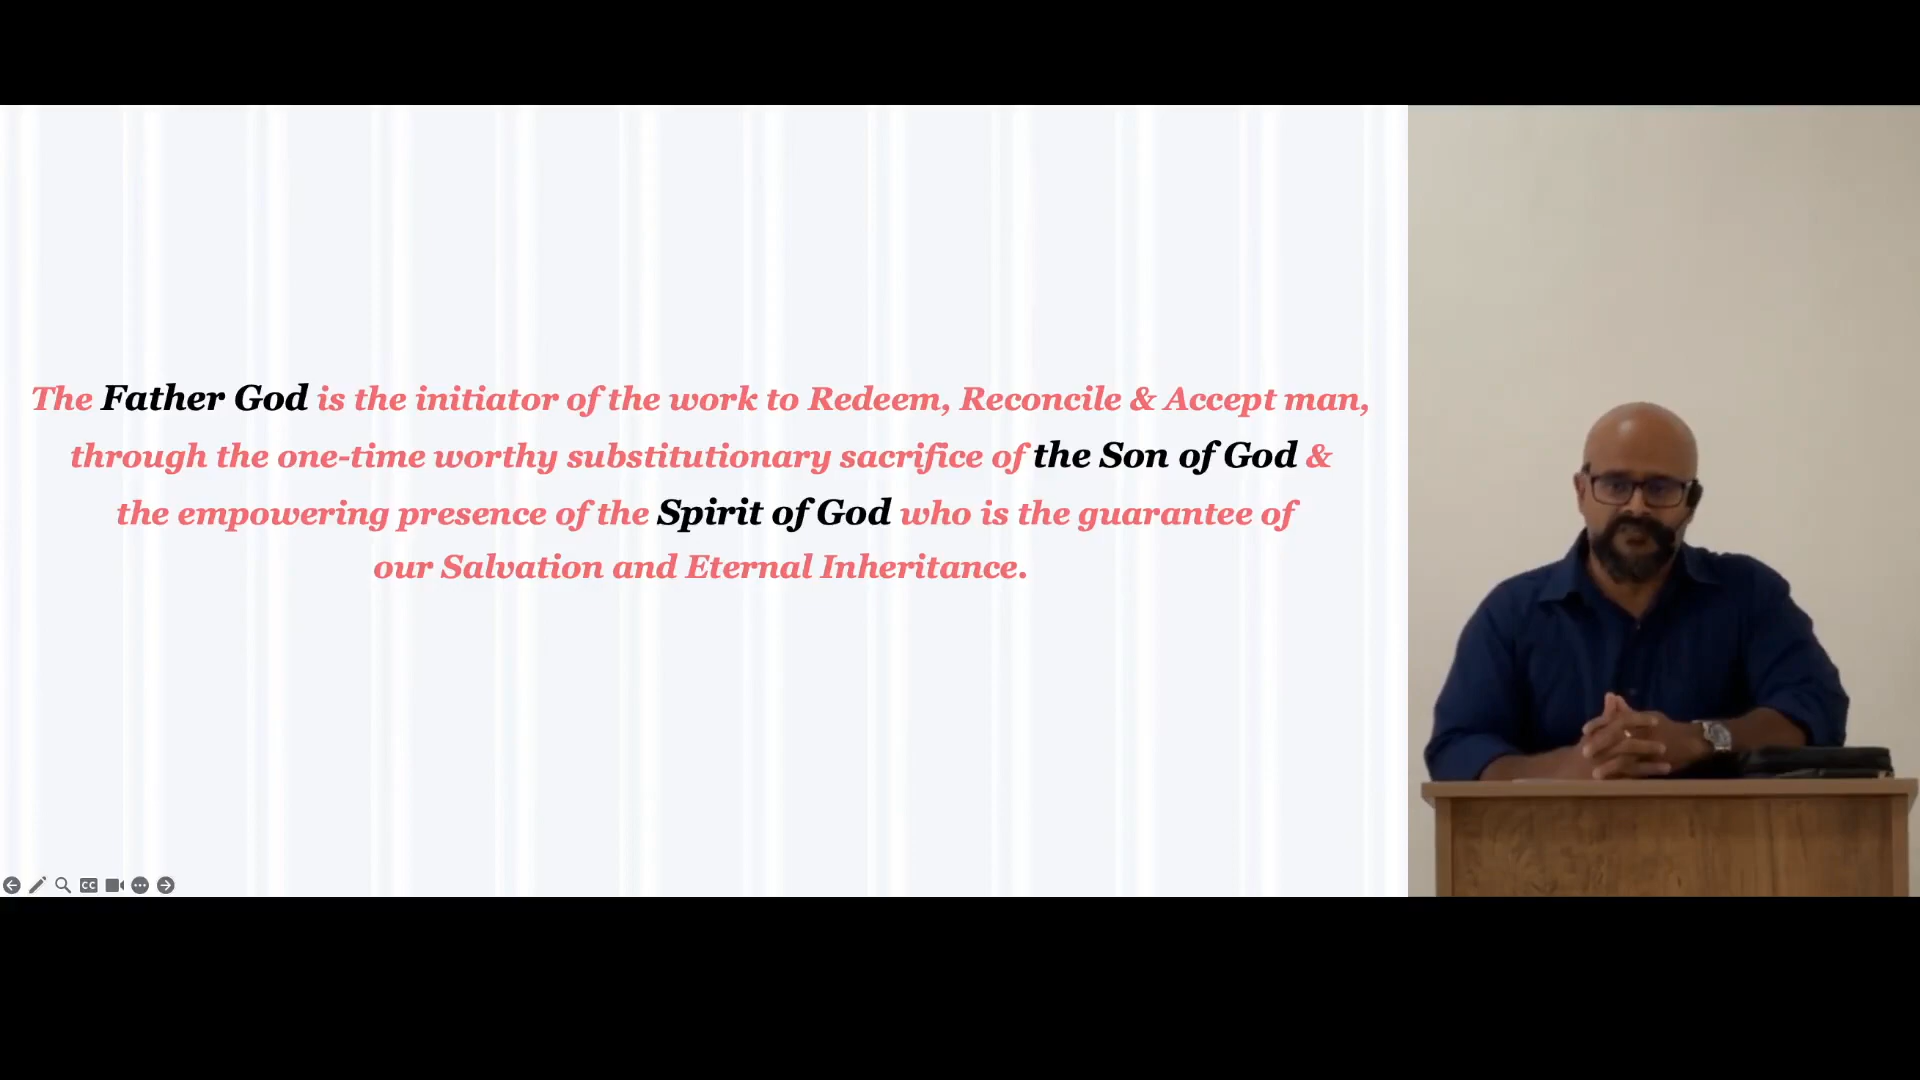 The Father God is the initiator of the work to Redeem, Reconcile & Accept man,
through the one-time worthy substitutionary sacrifice of the Son of God &
the empowering presence of the Spirit of God who is the guarantee of
our Salvation and Eternal Inheritance.
CC